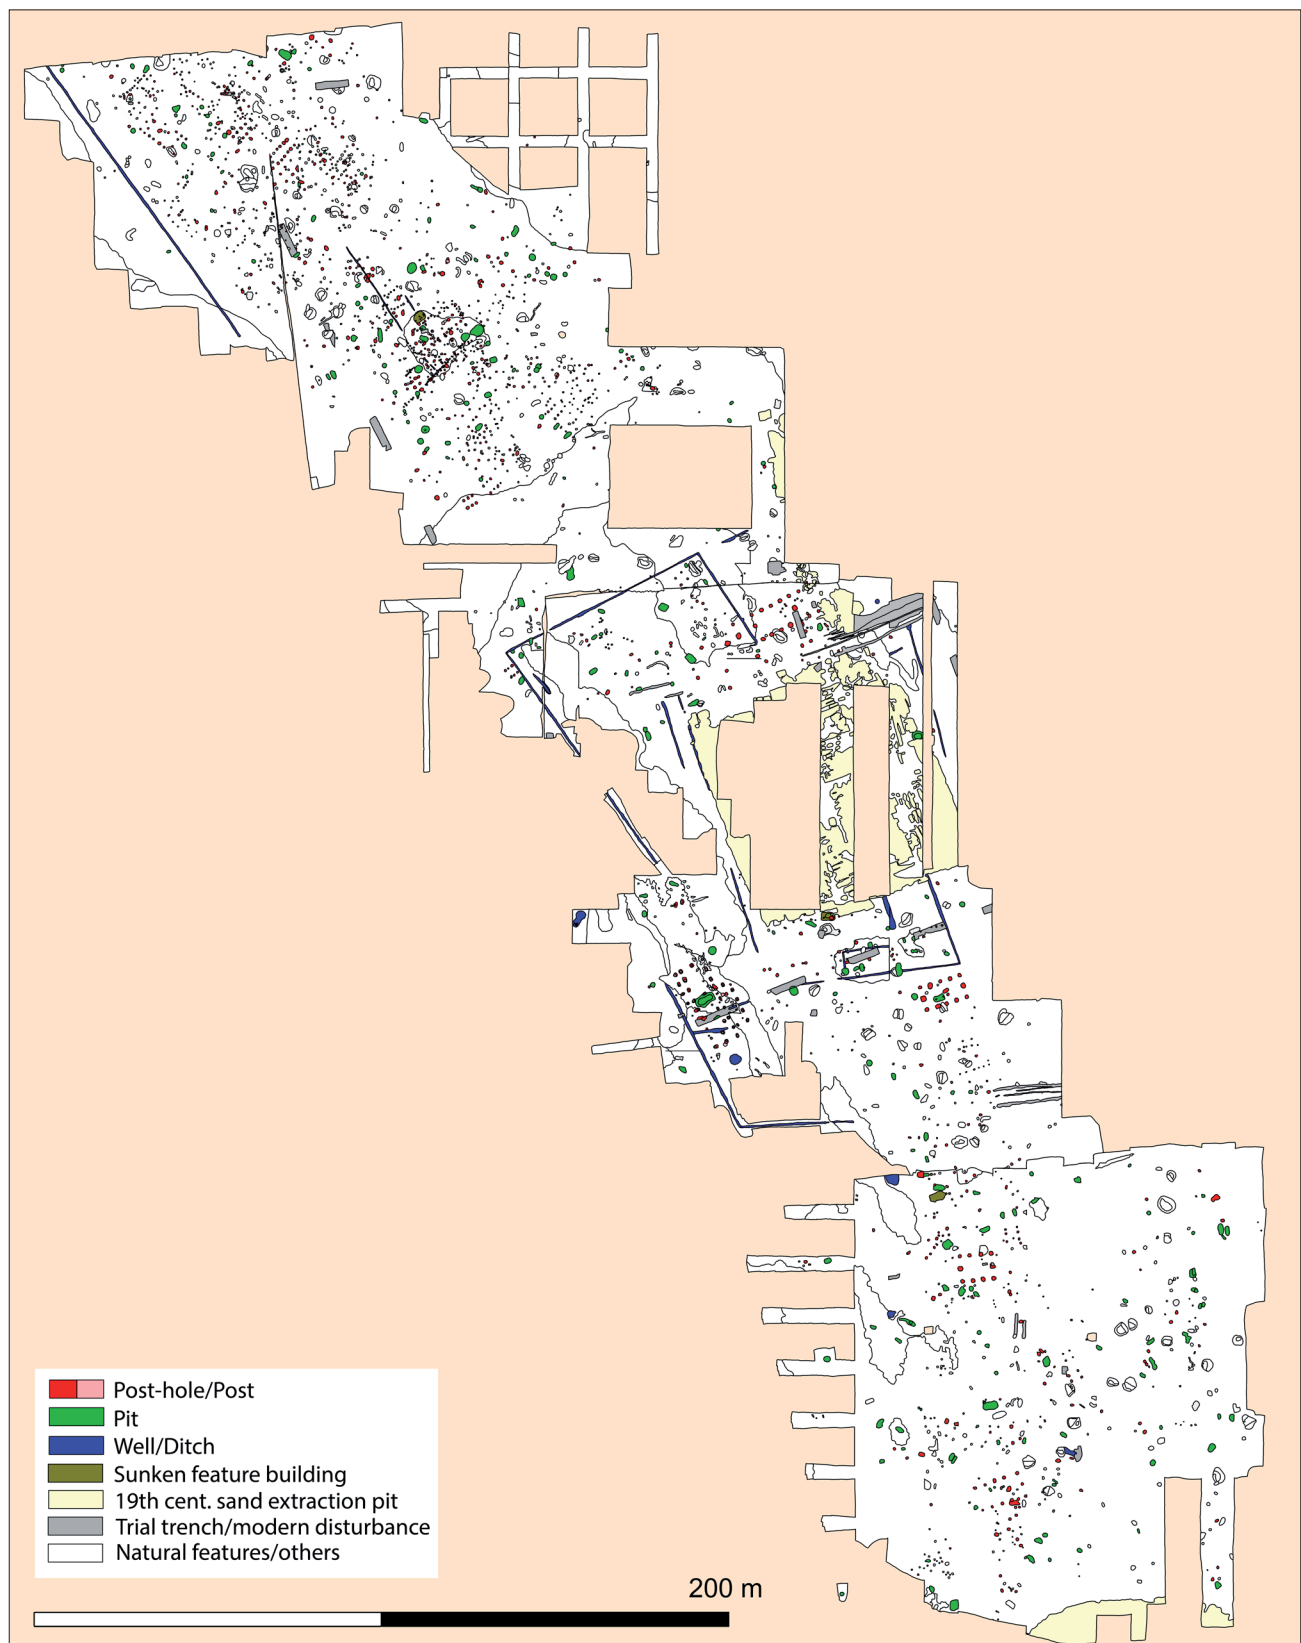 Post-hole/Post
Pit
Well/Ditch
Sunken feature building
19th cent. sand extraction pit
Trial trench/modern disturbance
Natural features/others
200 m